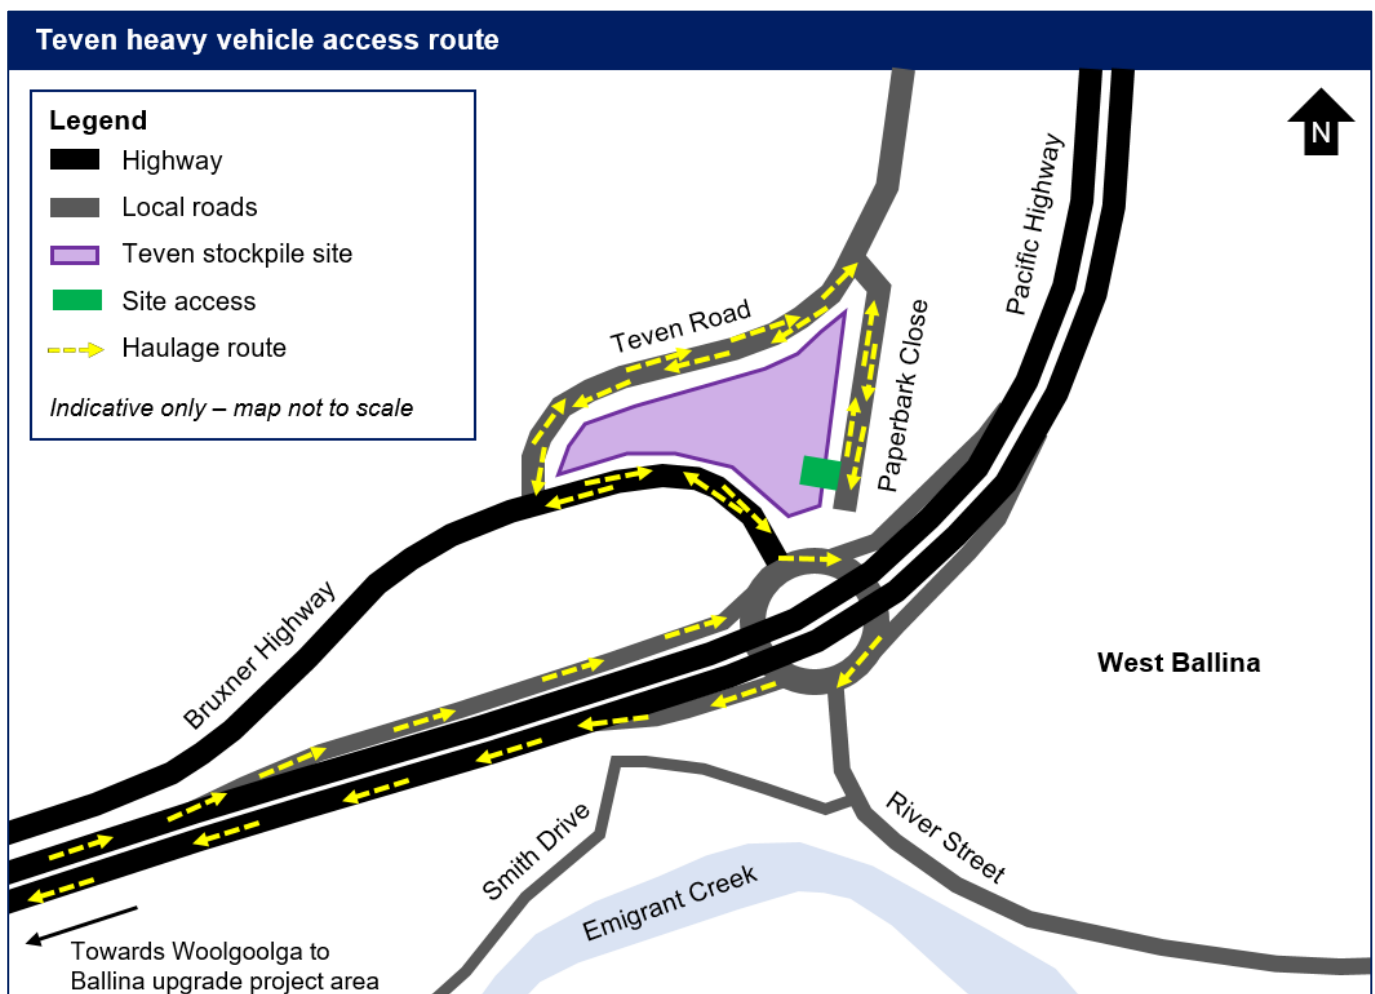 Teven heavy vehicle access route
Legend
Highway
Local roads
Teven stockpile site
Site access
Haulage route
Indicative only – map not to scale
N
Pacific Highway
Teven Road
Paperbark Close
Bruxner Highway
West Ballina
River Street
Smith Drive
Emigrant Creek
Towards Woolgoolga to
Ballina upgrade project area